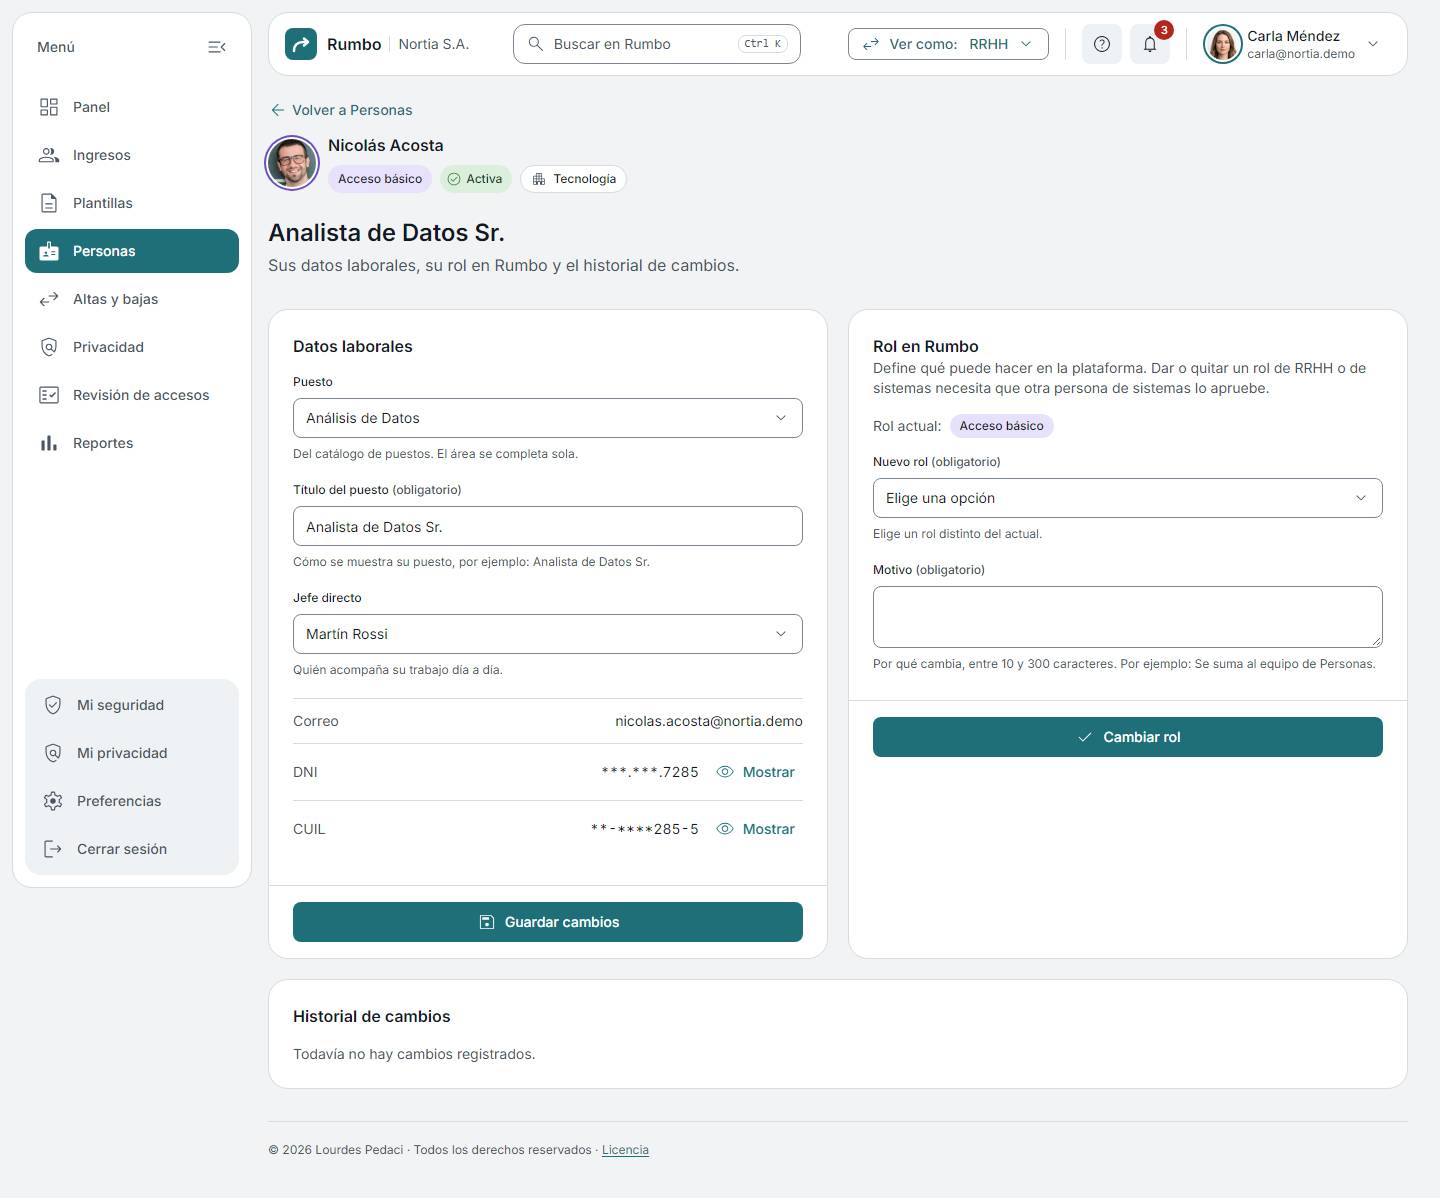 Menú
Panel
Ingresos
Plantillas
Personas
Altas y bajas
Privacidad
Revisión de accesos
Reportes
Mi seguridad
Mi privacidad
Preferencias
Cerrar sesión
Rumbo
Nortia S.A.
Buscar en Rumbo
Ctrl K
Ver como: RRHH
3
Carla Méndez
carla@nortia.demo
Volver a Personas
Nicolás Acosta
Acceso básico
Activa
Tecnología
Analista de Datos Sr.
Sus datos laborales, su rol en Rumbo y el historial de cambios.
Datos laborales
Puesto
Análisis de Datos
Del catálogo de puestos. El área se completa sola.
Título del puesto (obligatorio)
Analista de Datos Sr.
Cómo se muestra su puesto, por ejemplo: Analista de Datos Sr.
Jefe directo
Martín Rossi
Quién acompaña su trabajo día a día.
Correo
nicolas.acosta@nortia.demo
DNI
***.***.7285
Mostrar
CUIL
**-****285-5
Mostrar
Guardar cambios
Rol en Rumbo
Define qué puede hacer en la plataforma. Dar o quitar un rol de RRHH o de
sistemas necesita que otra persona de sistemas lo apruebe.
Rol actual:
Acceso básico
Nuevo rol (obligatorio)
Elige una opción
Elige un rol distinto del actual.
Motivo (obligatorio)
Por qué cambia, entre 10 y 300 caracteres. Por ejemplo: Se suma al equipo de Personas.
Cambiar rol
Historial de cambios
Todavía no hay cambios registrados.
© 2026 Lourdes Pedaci · Todos los derechos reservados · Licencia